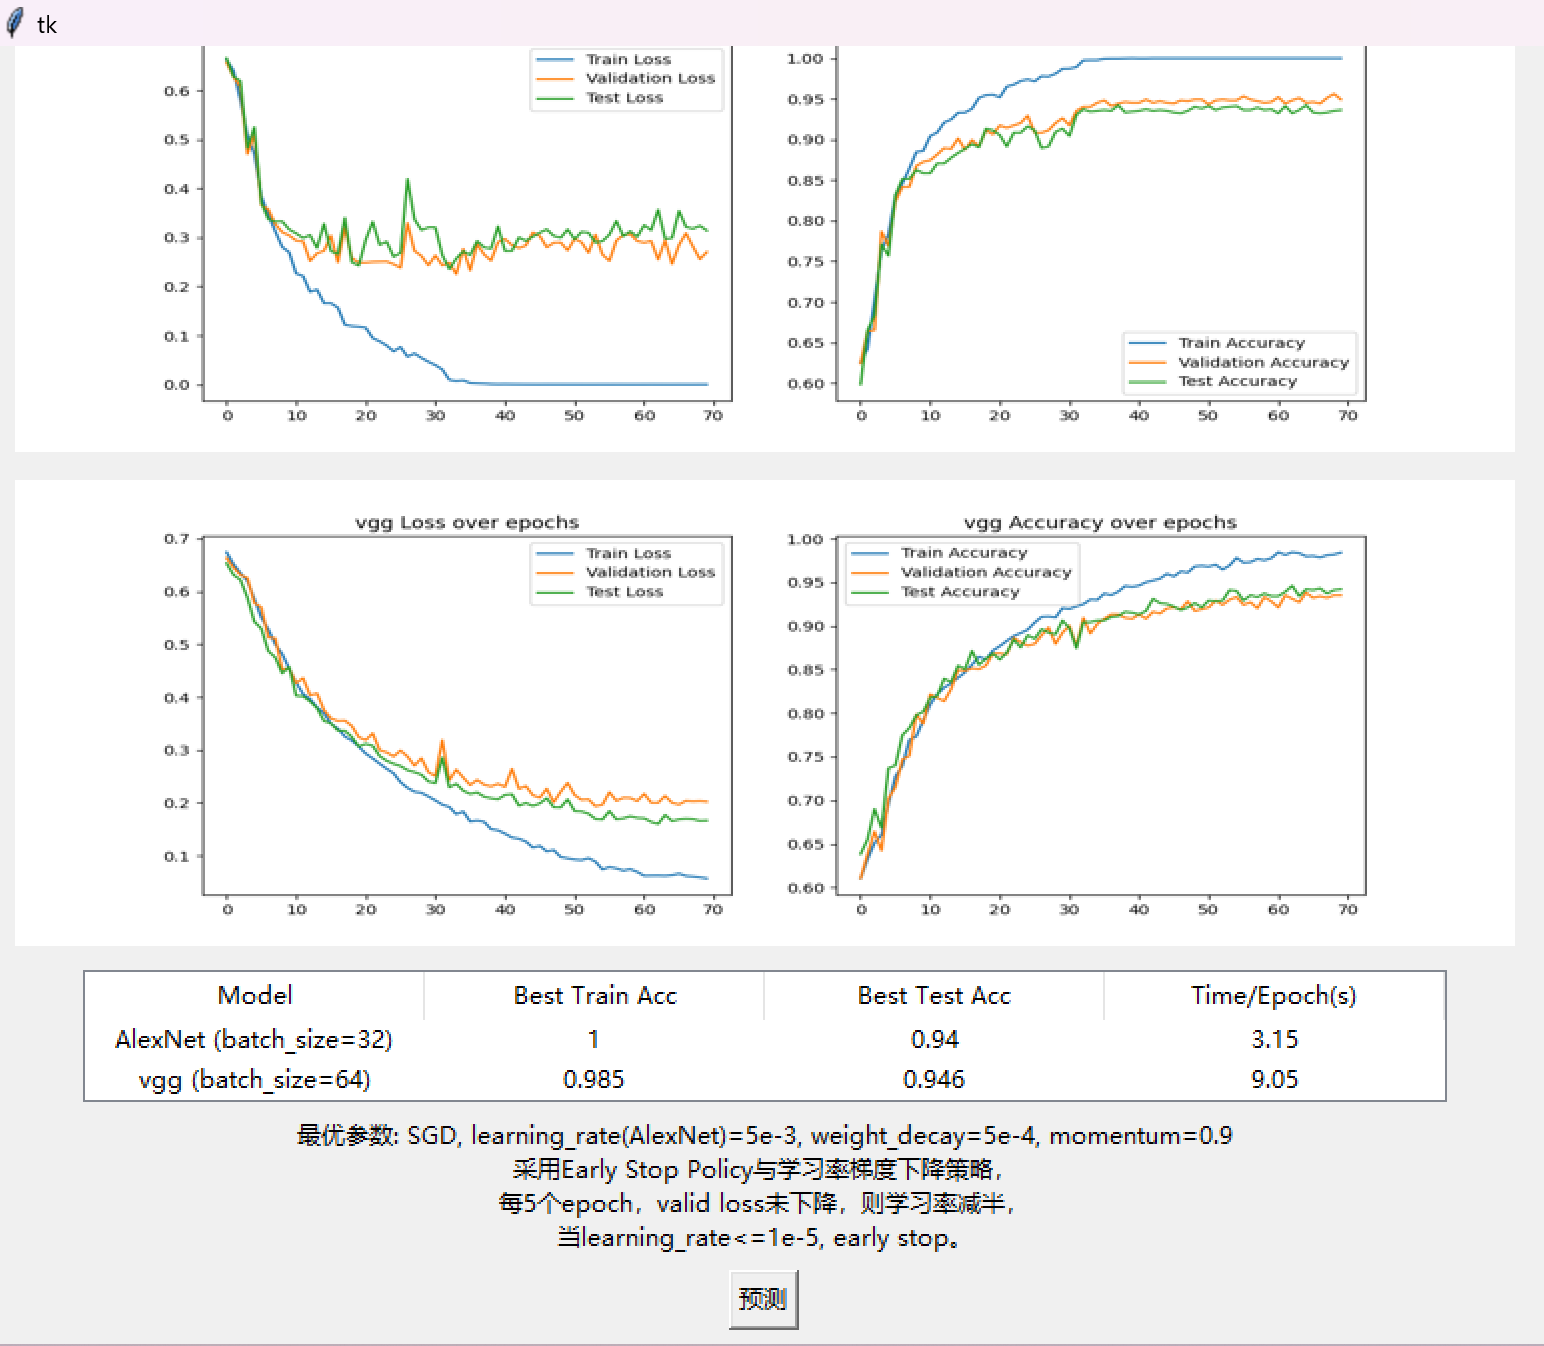 tk
Train Loss
Validation Loss
Test Loss
0.6
0.5
0.4
0.3
0.2
0.1
0.0
0 10 20 30 40 50 60 70
1.00
0.95
0.90
0.85
0.80
0.75
0.70
0.65
0.60
Train Accuracy
Validation Accuracy
Test Accuracy
0 10 20 30 40 50 60 70
vgg Loss over epochs
0.7
0.6
0.5
0.4
0.3
0.2
0.1
Train Loss
Validation Loss
Test Loss
0 10 20 30 40 50 60 70
vgg Accuracy over epochs
1.00
0.95
0.90
0.85
0.80
0.75
0.70
0.65
0.60
Train Accuracy
Validation Accuracy
Test Accuracy
0 10 20 30 40 50 60 70
Model Best Train Acc Best Test Acc Time/Epoch(s)
AlexNet (batch_size=32) 1 0.94 3.15
vgg (batch_size=64) 0.985 0.946 9.05
最优参数: SGD, learning_rate(AlexNet)=5e-3, weight_decay=5e-4, momentum=0.9
采用Early Stop Policy与学习率梯度下降策略，
每5个epoch，valid loss未下降，则学习率减半，
当learning_rate<=1e-5, early stop。
预测